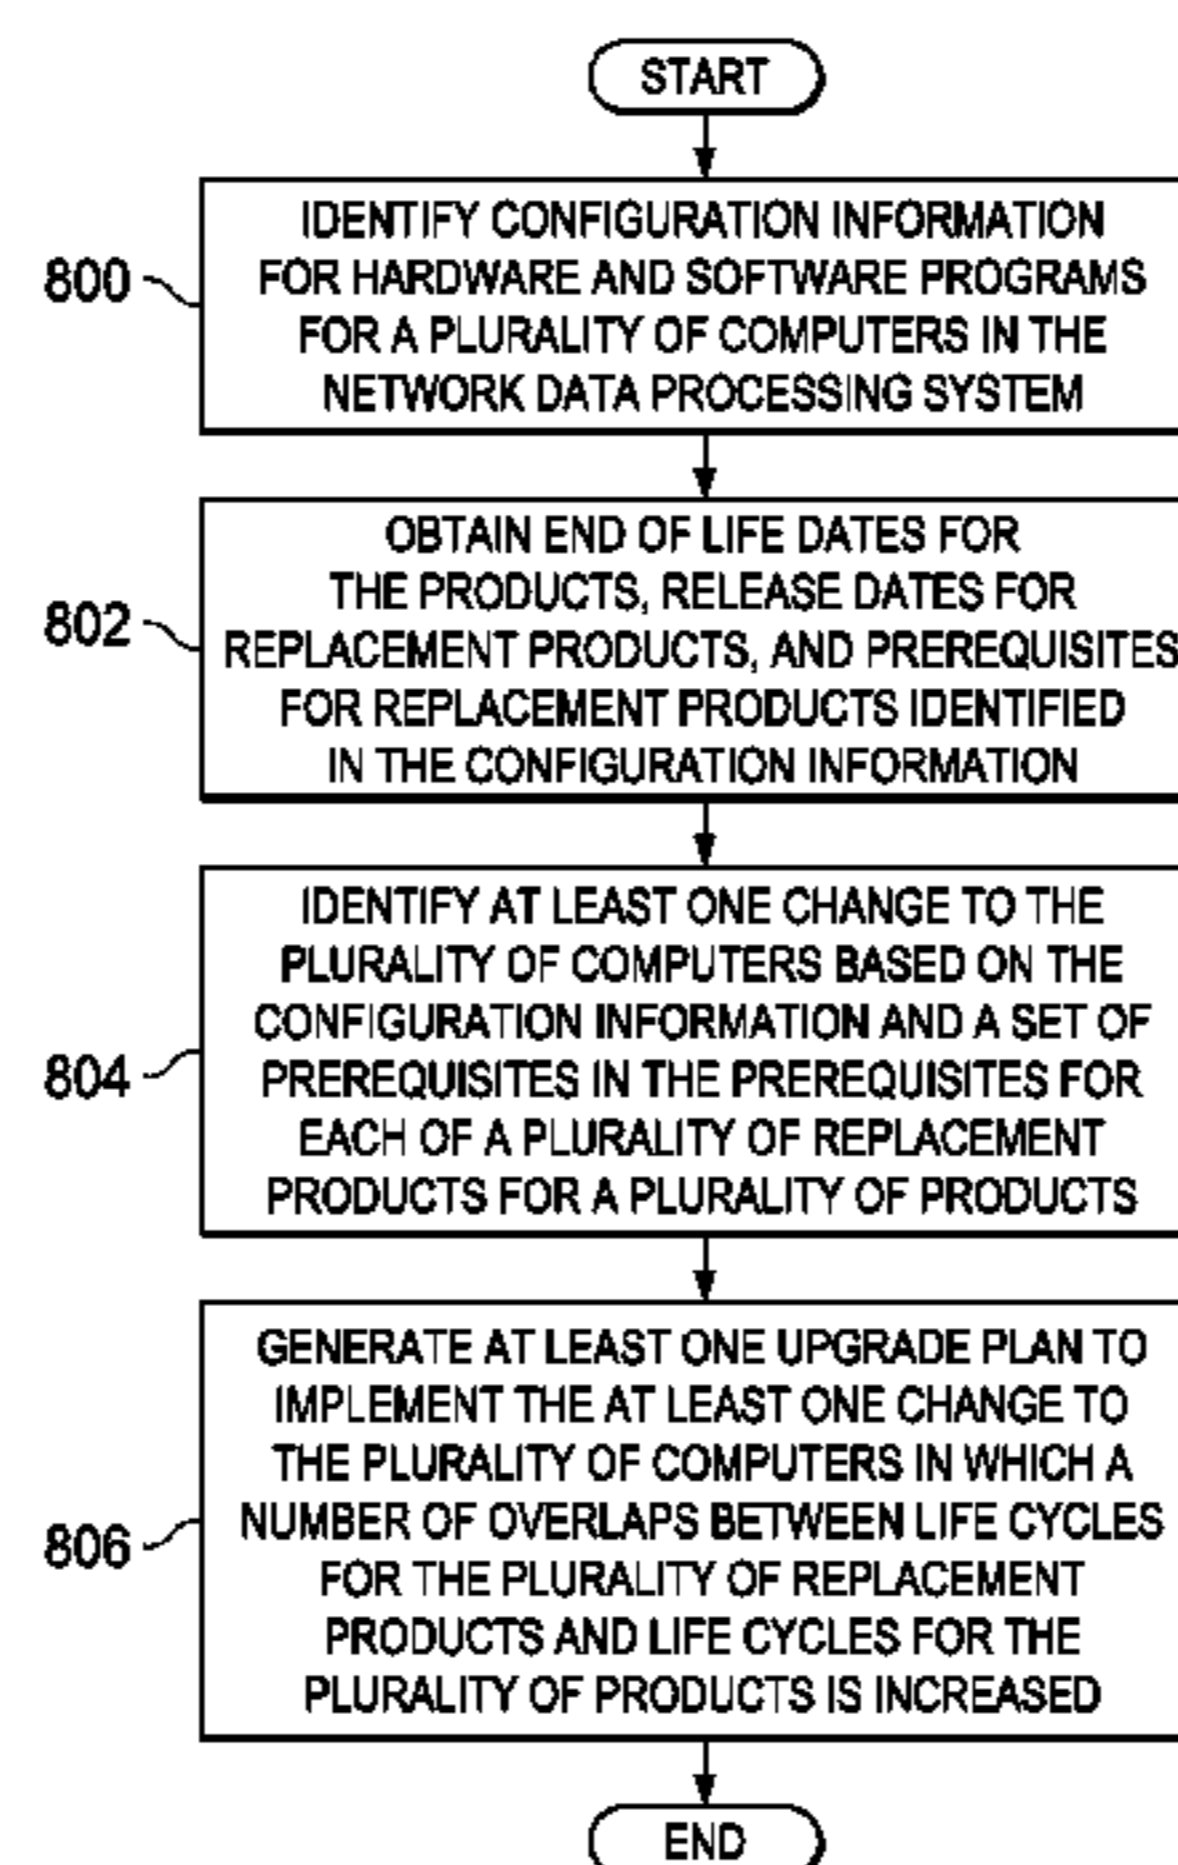 START
800
IDENTIFY CONFIGURATION INFORMATION
FOR HARDWARE AND SOFTWARE PROGRAMS
FOR A PLURALITY OF COMPUTERS IN THE
NETWORK DATA PROCESSING SYSTEM
802
OBTAIN END OF LIFE DATES FOR
THE PRODUCTS, RELEASE DATES FOR
REPLACEMENT PRODUCTS, AND PREREQUISITES
FOR REPLACEMENT PRODUCTS IDENTIFIED
IN THE CONFIGURATION INFORMATION
804
IDENTIFY AT LEAST ONE CHANGE TO THE
PLURALITY OF COMPUTERS BASED ON THE
CONFIGURATION INFORMATION AND A SET OF
PREREQUISITES IN THE PREREQUISITES FOR
EACH OF A PLURALITY OF REPLACEMENT
PRODUCTS FOR A PLURALITY OF PRODUCTS
806
GENERATE AT LEAST ONE UPGRADE PLAN TO
IMPLEMENT THE AT LEAST ONE CHANGE TO
THE PLURALITY OF COMPUTERS IN WHICH A
NUMBER OF OVERLAPS BETWEEN LIFE CYCLES
FOR THE PLURALITY OF REPLACEMENT
PRODUCTS AND LIFE CYCLES FOR THE
PLURALITY OF PRODUCTS IS INCREASED
END